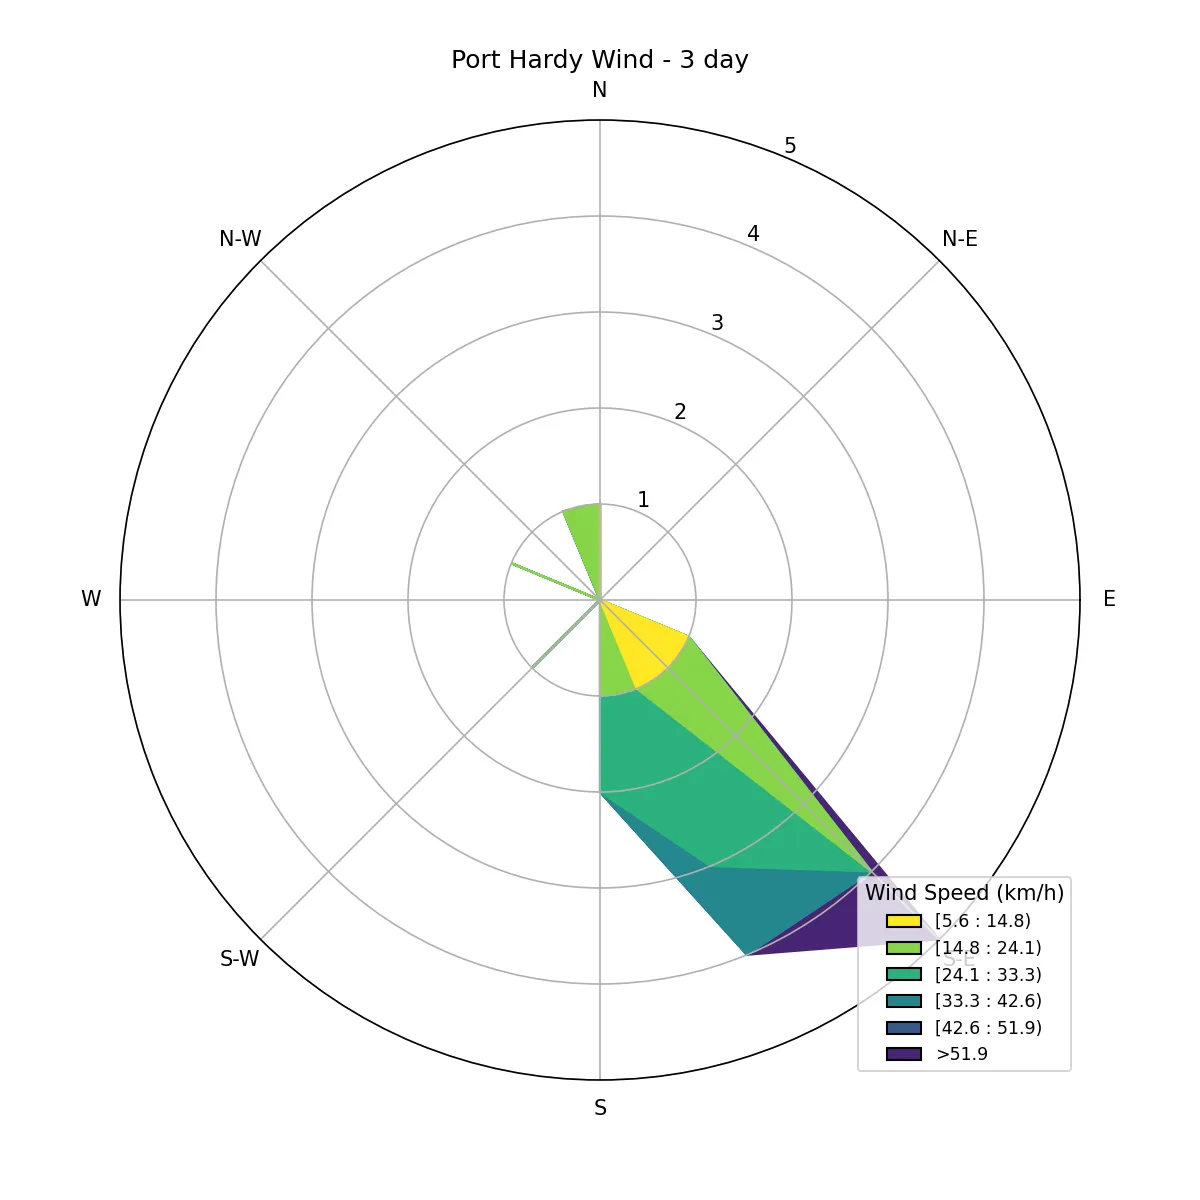 Port Hardy Wind - 3 day
N
5
N-W
N-E
4
3
2
1
W
E
Wind Speed (km/h)
[5.6 : 14.8)
[14.8 : 24.1)
S-W
S-E
[24.1 : 33.3)
[33.3 : 42.6)
[42.6 : 51.9)
>51.9
S